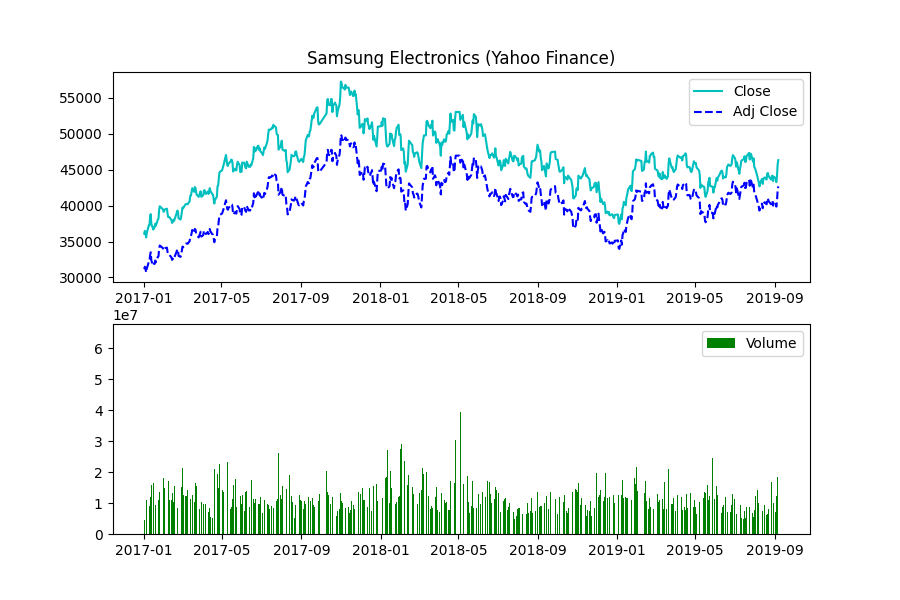 Samsung Electronics (Yahoo Finance)
55000
50000
45000
40000
35000
30000
Close
Adj Close
2017-01 2017-05 2017-09 2018-01 2018-05 2018-09 2019-01 2019-05 2019-09
1e7
6
5
4
3
2
1
0
Volume
2017-01 2017-05 2017-09 2018-01 2018-05 2018-09 2019-01 2019-05 2019-09